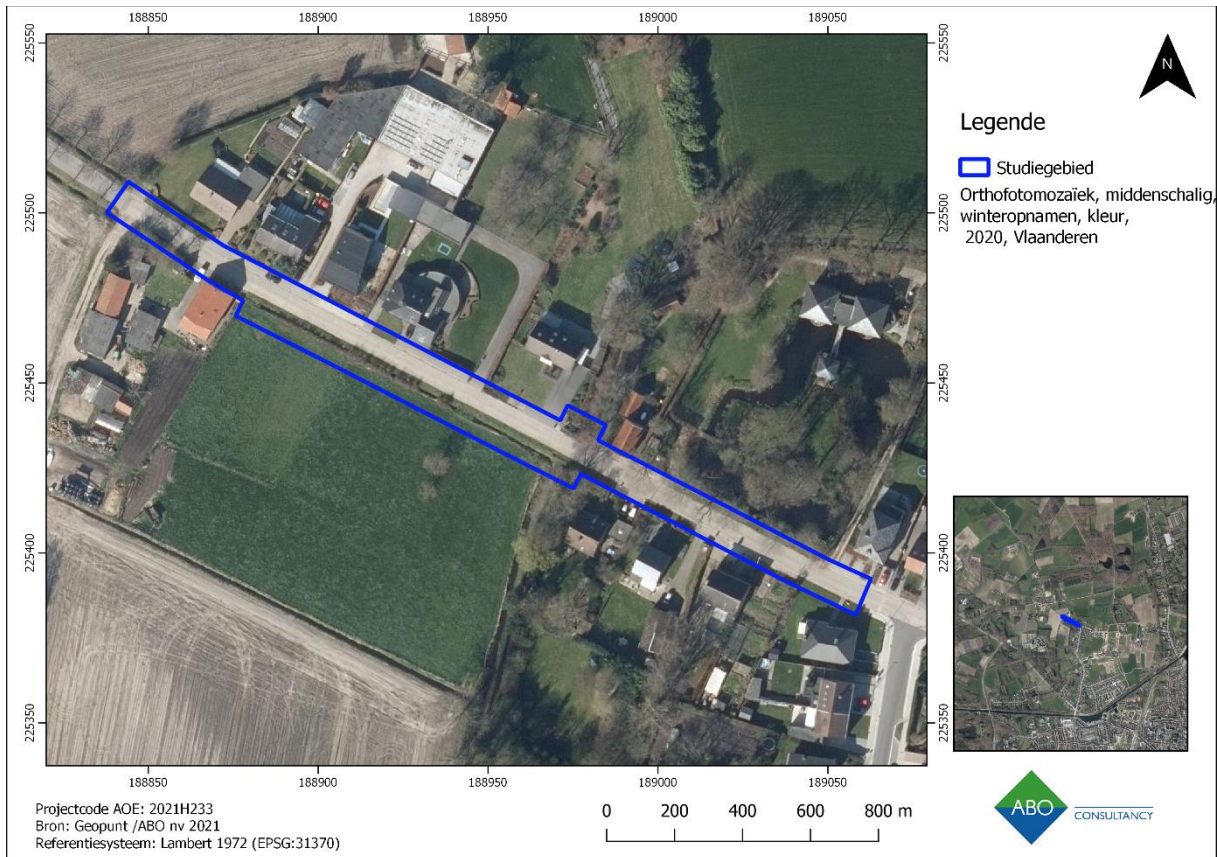 188850 188900 188950 189000 189050
225550 225550
N
Legende
Studiegebied
Orthofotomozaïek, middenschalig,
winteropnamen, kleur,
2020, Vlaanderen
225500 225500
225450 225450
225400 225400
225350 225350
188850 188900 188950 189000 189050
Projectcode AOE: 2021H233
Bron: Geopunt /ABO nv 2021
Referentiesysteem: Lambert 1972 (EPSG:31370)
0 200 400 600 800 m
ABO
CONSULTANCY